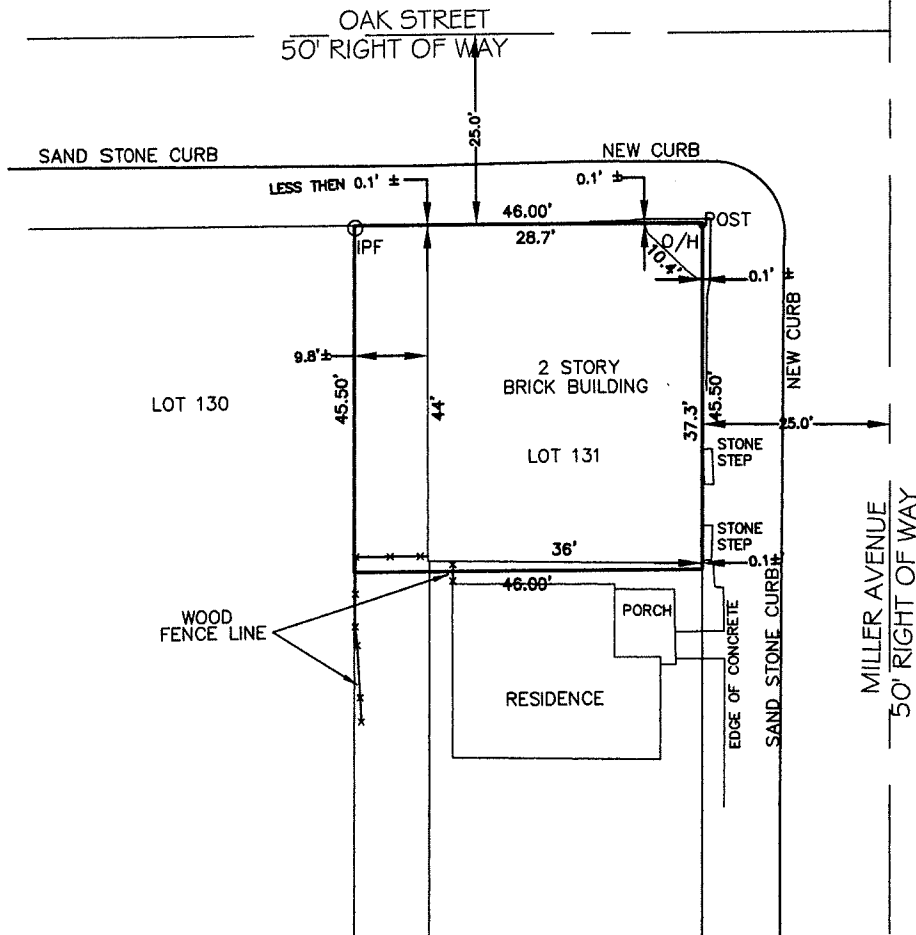 OAK STREET
50' RIGHT OF WAY
25.0'
SAND STONE CURB
NEW CURB
LESS THEN 0.1' ±
0.1' ±
46.00'
28.7'
POST
IPF
O/H
10.4'
0.1' ±
NEW CURB
9.8'±
45.50'
44'
2 STORY
BRICK BUILDING
37.3'
45.50'
25.0'
LOT 130
LOT 131
STONE
STEP
STONE
STEP
36'
0.1±
46.00'
WOOD
FENCE LINE
PORCH
RESIDENCE
EDGE OF CONCRETE
SAND STONE CURB
MILLER AVENUE
50' RIGHT OF WAY